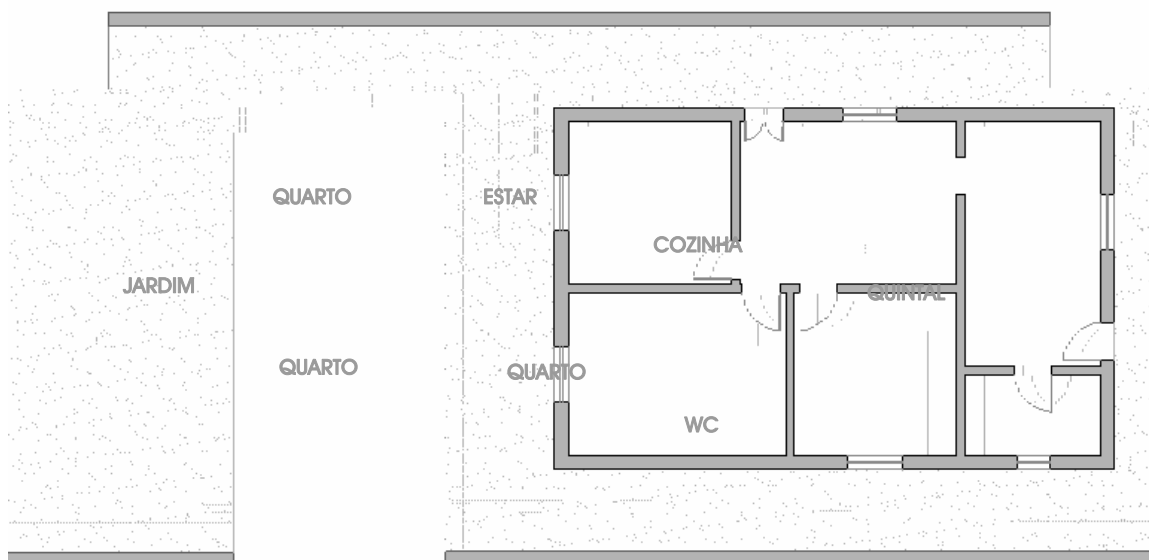 QUARTO
ESTAR
COZINHA
JARDIM
QUINTAL
QUARTO
QUARTO
WC